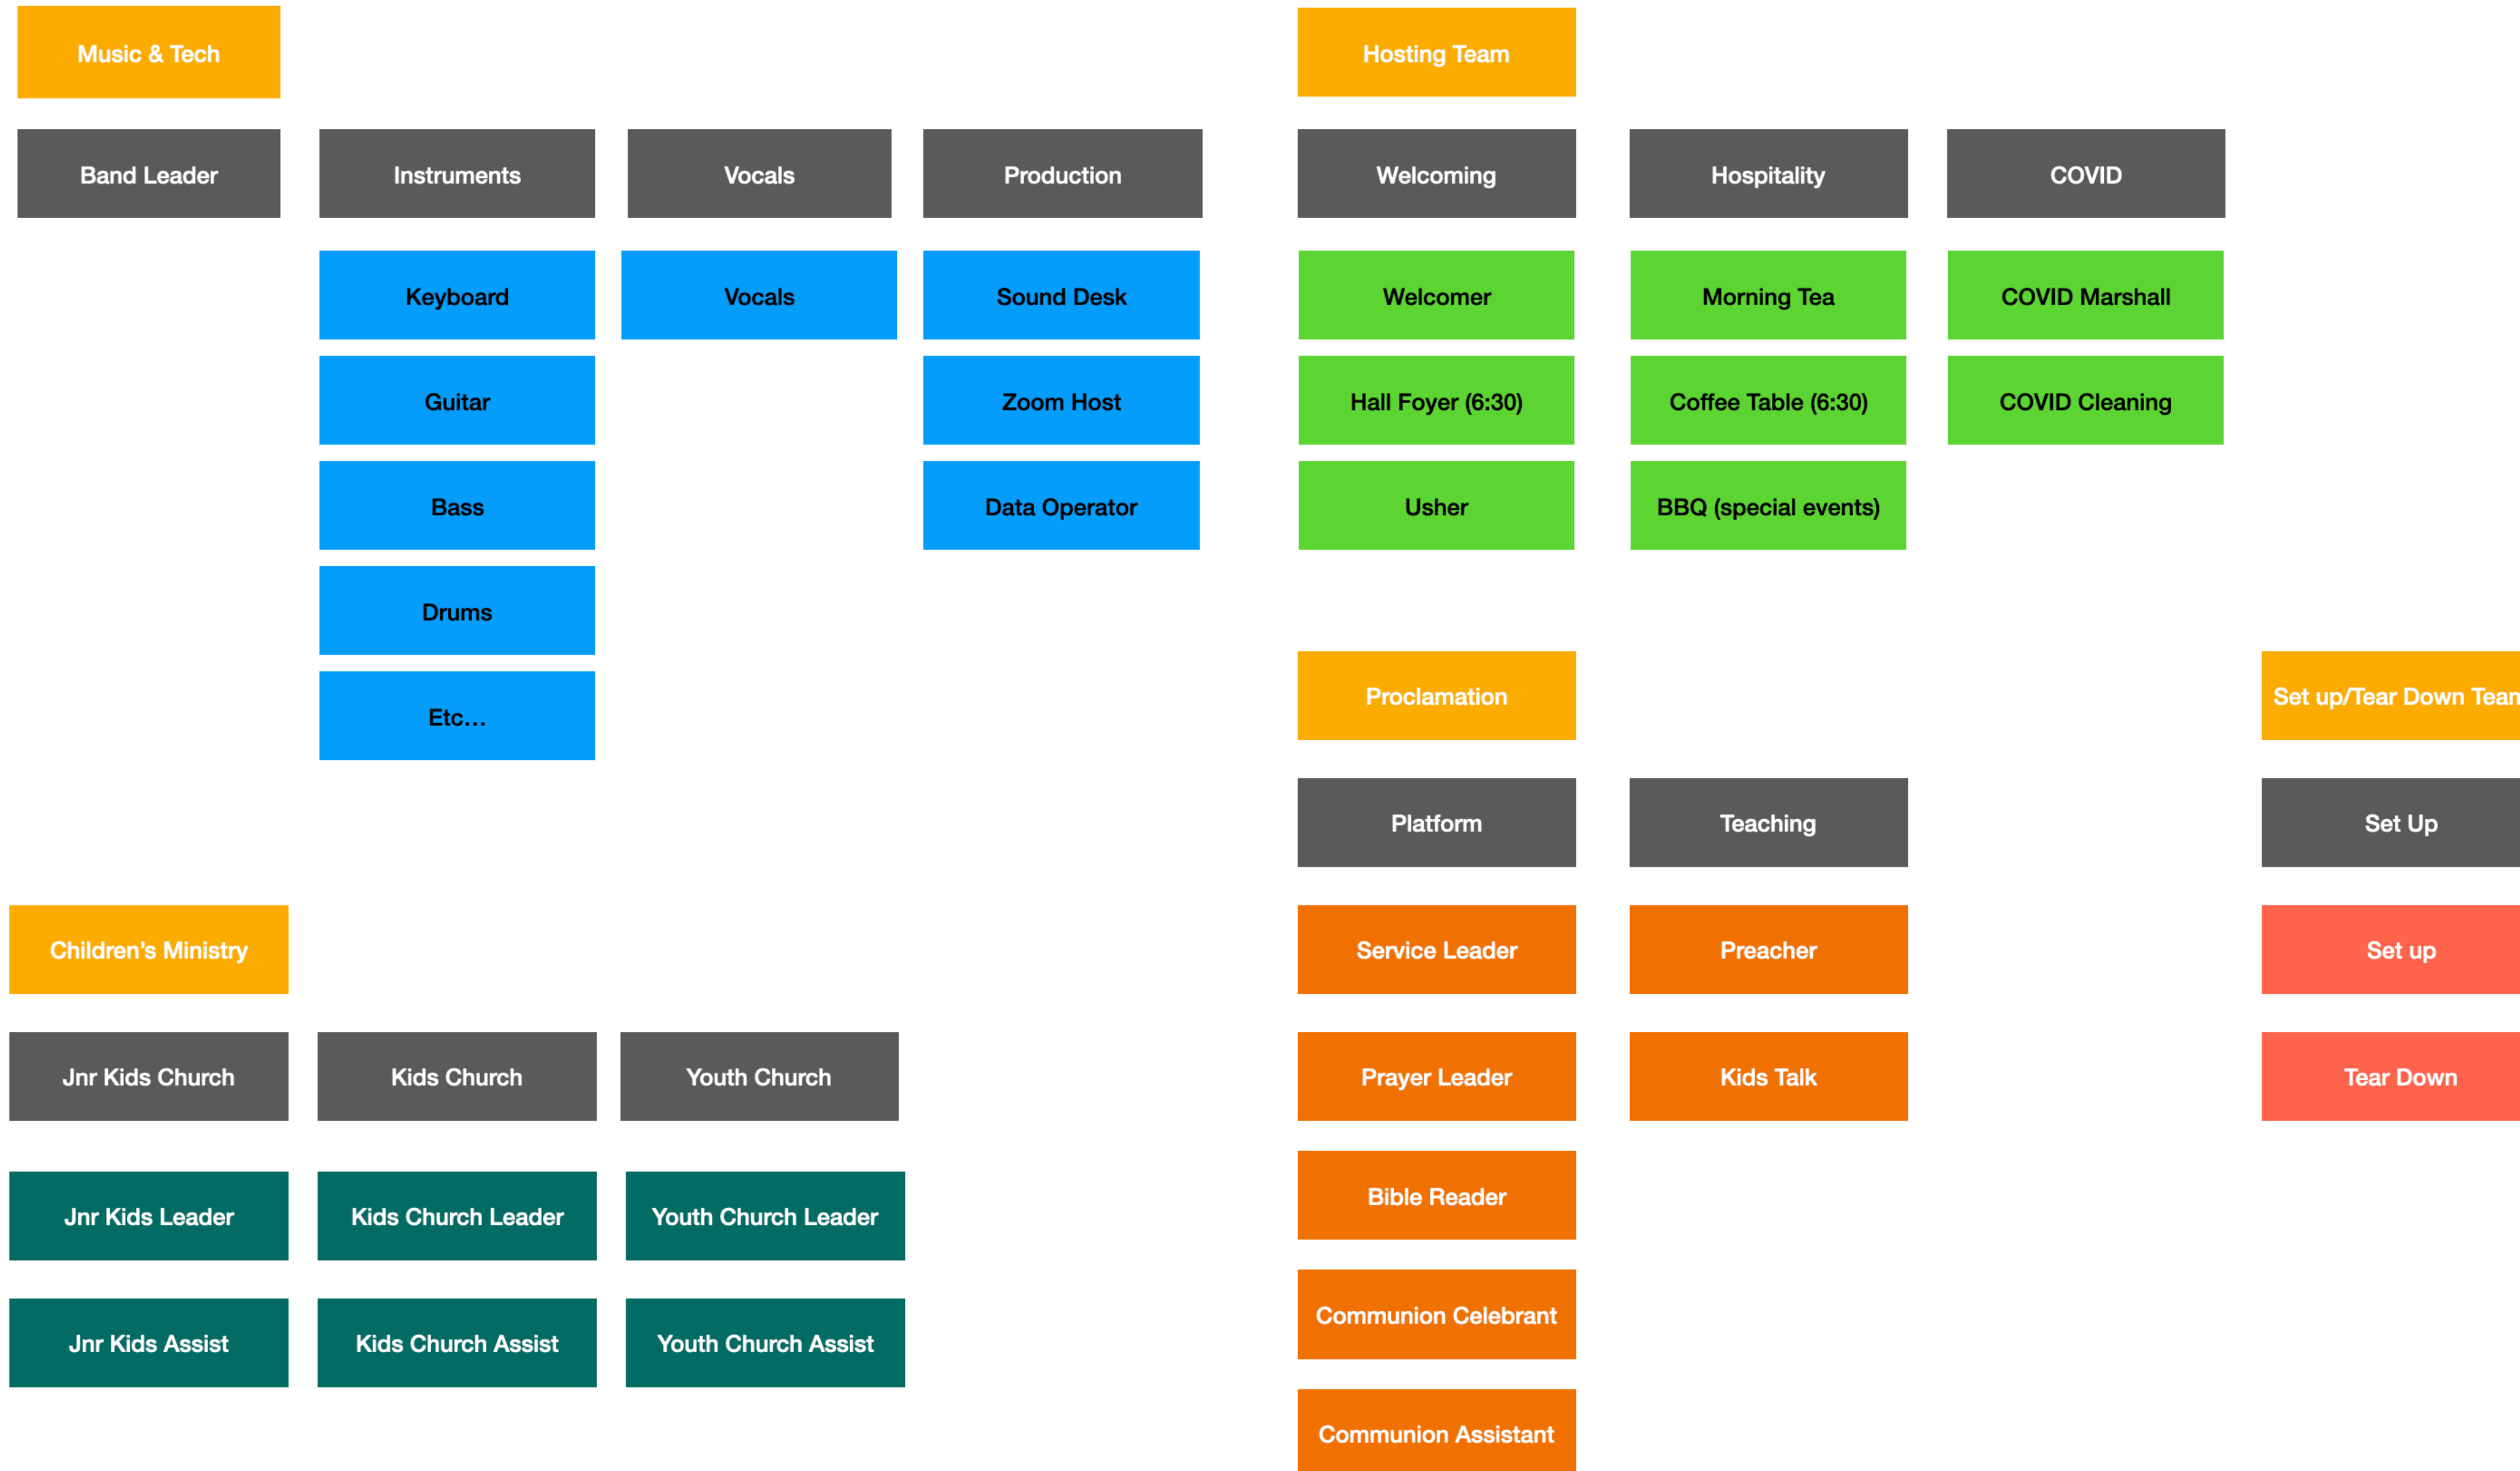 Music & Tech
Band Leader
Instruments
Vocals
Production
Keyboard
Vocals
Sound Desk
Guitar
Zoom Host
Bass
Data Operator
Drums
Etc…
Hosting Team
Welcoming
Hospitality
COVID
Welcomer
Morning Tea
COVID Marshall
Hall Foyer (6:30)
Coffee Table (6:30)
COVID Cleaning
Usher
BBQ (special events)
Children’s Ministry
Jnr Kids Church
Kids Church
Youth Church
Jnr Kids Leader
Kids Church Leader
Youth Church Leader
Jnr Kids Assist
Kids Church Assist
Youth Church Assist
Proclamation
Platform
Teaching
Service Leader
Preacher
Prayer Leader
Kids Talk
Bible Reader
Communion Celebrant
Communion Assistant
Set up/Tear Down Team
Set Up
Set up
Tear Down